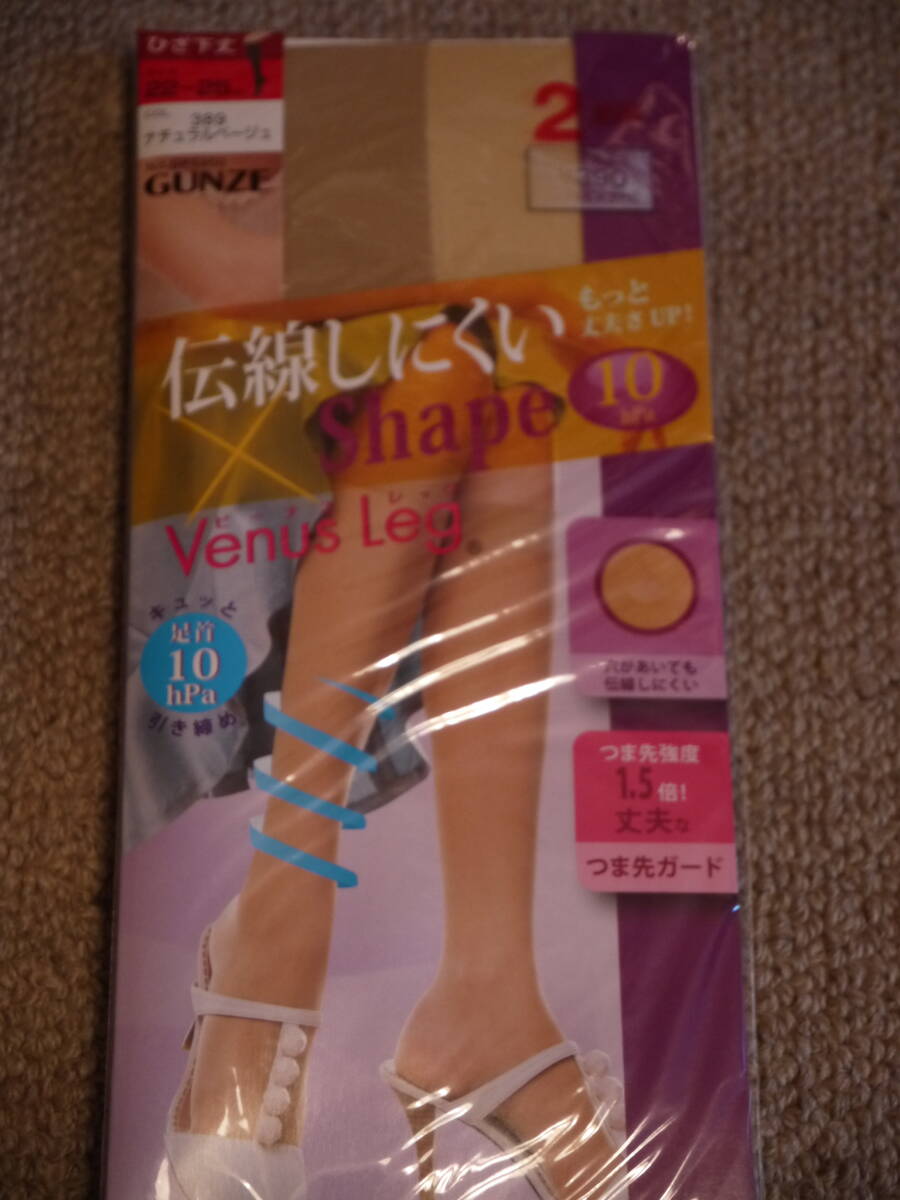 ひざ下丈
22~25
389
ナチュラルベージュ
GUNZE
2
伝線しにくい
もっと
丈夫さUP!
× Shape
10
hPa
ビーナスレッグ
Venus Leg
キュッと
足首
10
hPa
引き締め
穴があいても
伝線しにくい
つま先強度
1.5倍!
丈夫な
つま先ガード